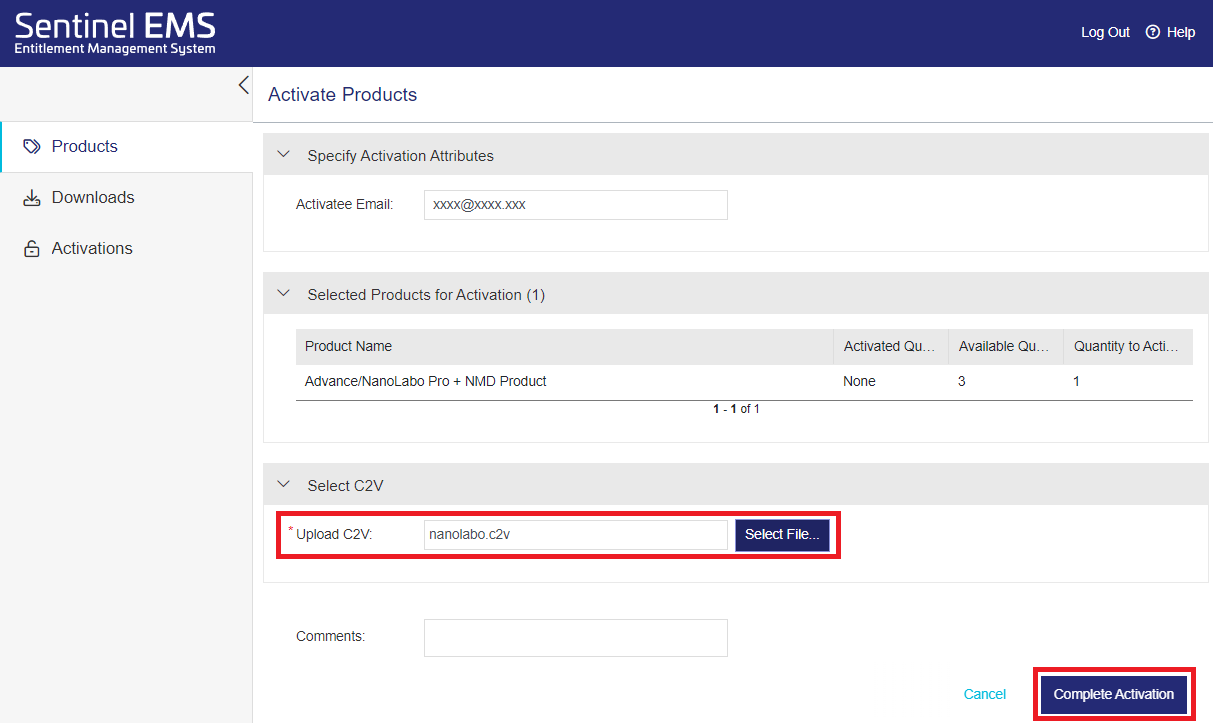 Sentinel EMS
Entitlement Management System
Log Out
Help
Activate Products
Products
Downloads
Activations
Specify Activation Attributes
Activatee Email:
xxxx@xxxx.xxx
Selected Products for Activation (1)
Product Name Activated Qu... Available Qu... Quantity to Acti...
Advance/NanoLabo Pro + NMD Product None 3 1
1 - 1 of 1
Select C2V
* Upload C2V: nanolabo.c2v Select File...
Comments:
Cancel Complete Activation